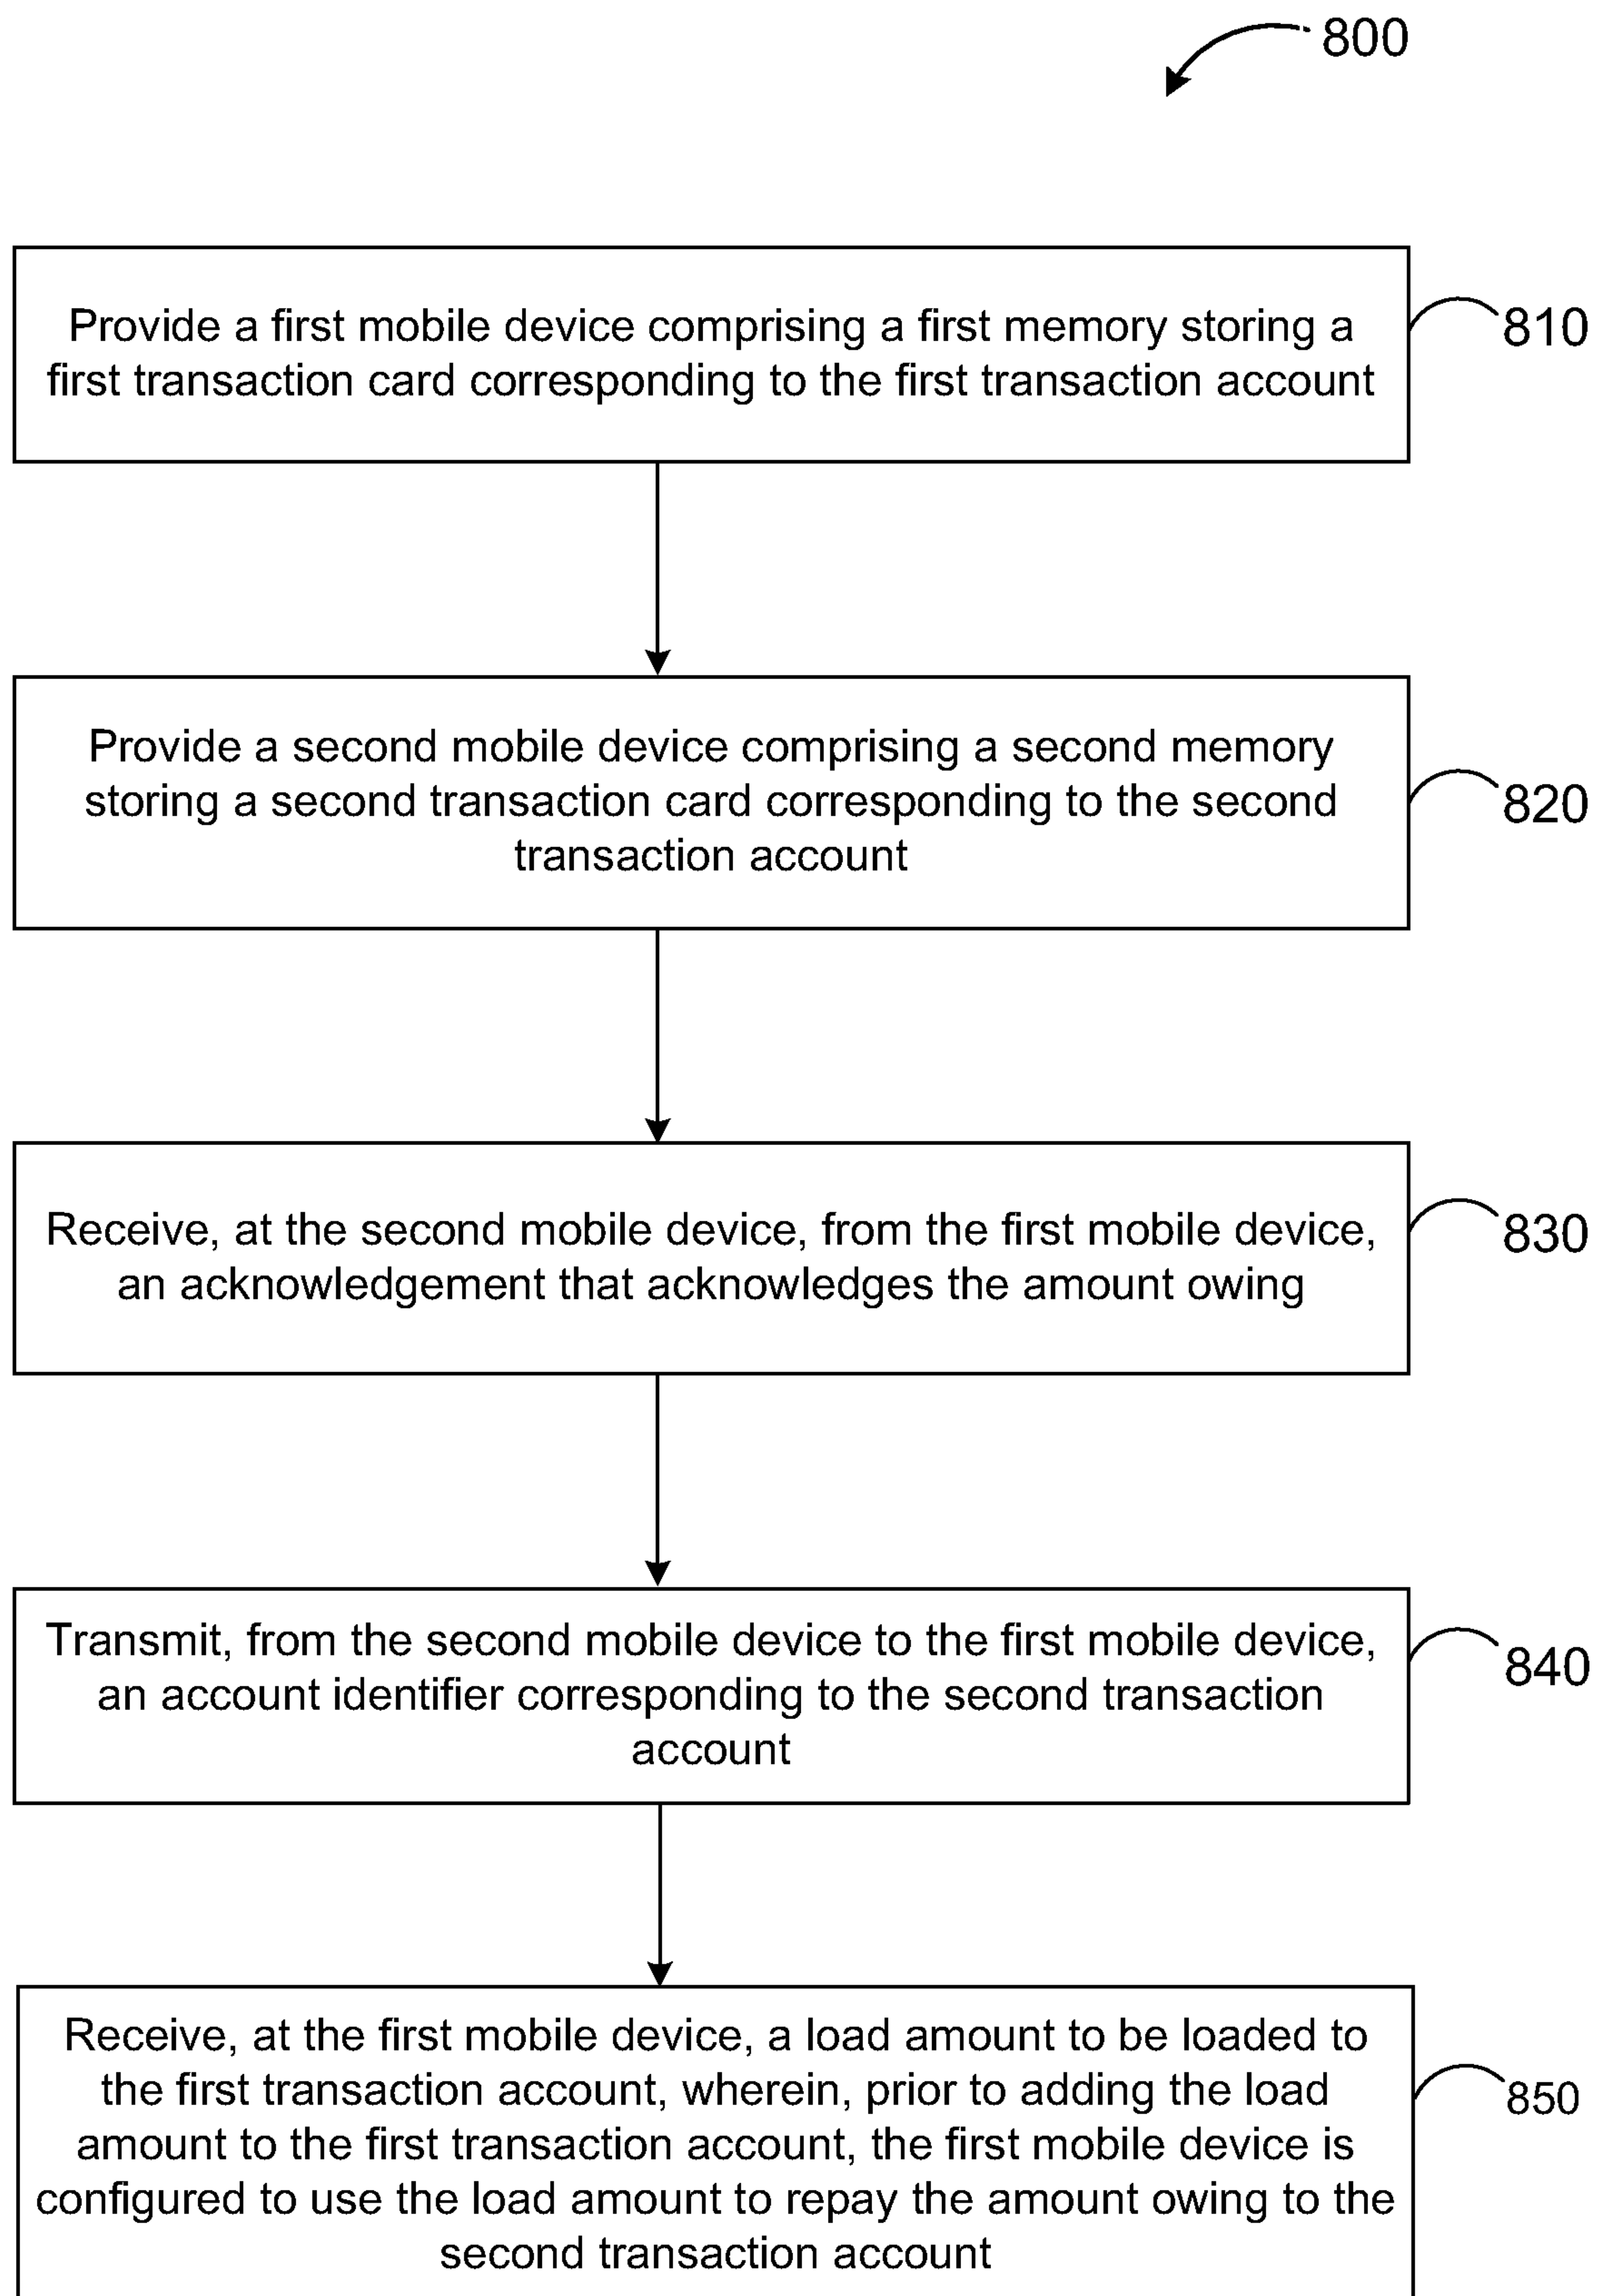 800
Provide a first mobile device comprising a first memory storing a
first transaction card corresponding to the first transaction account
810
Provide a second mobile device comprising a second memory
storing a second transaction card corresponding to the second
transaction account
820
Receive, at the second mobile device, from the first mobile device,
an acknowledgement that acknowledges the amount owing
830
Transmit, from the second mobile device to the first mobile device,
an account identifier corresponding to the second transaction
account
840
Receive, at the first mobile device, a load amount to be loaded to
the first transaction account, wherein, prior to adding the load
amount to the first transaction account, the first mobile device is
configured to use the load amount to repay the amount owing to the
second transaction account
850